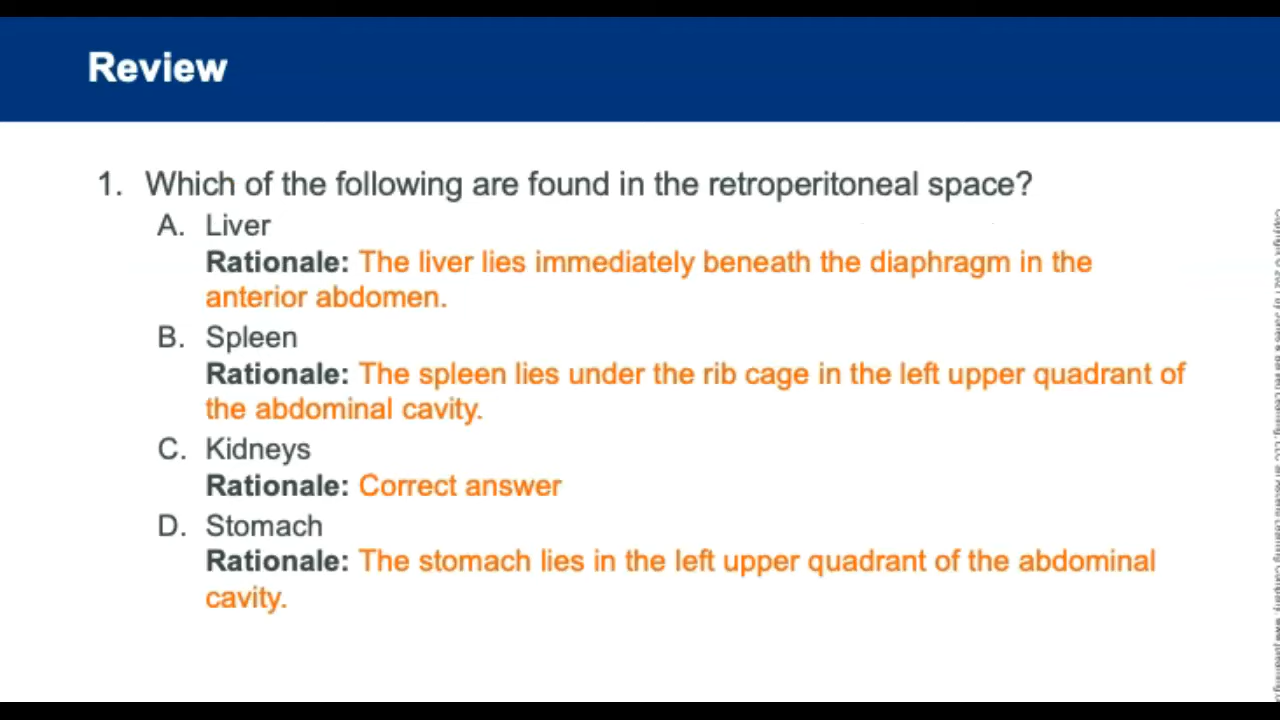 Review
1. Which of the following are found in the retroperitoneal space?
A. Liver
Rationale: The liver lies immediately beneath the diaphragm in the
anterior abdomen.
B. Spleen
Rationale: The spleen lies under the rib cage in the left upper quadrant of
the abdominal cavity.
C. Kidneys
Rationale: Correct answer
D. Stomach
Rationale: The stomach lies in the left upper quadrant of the abdominal
cavity.